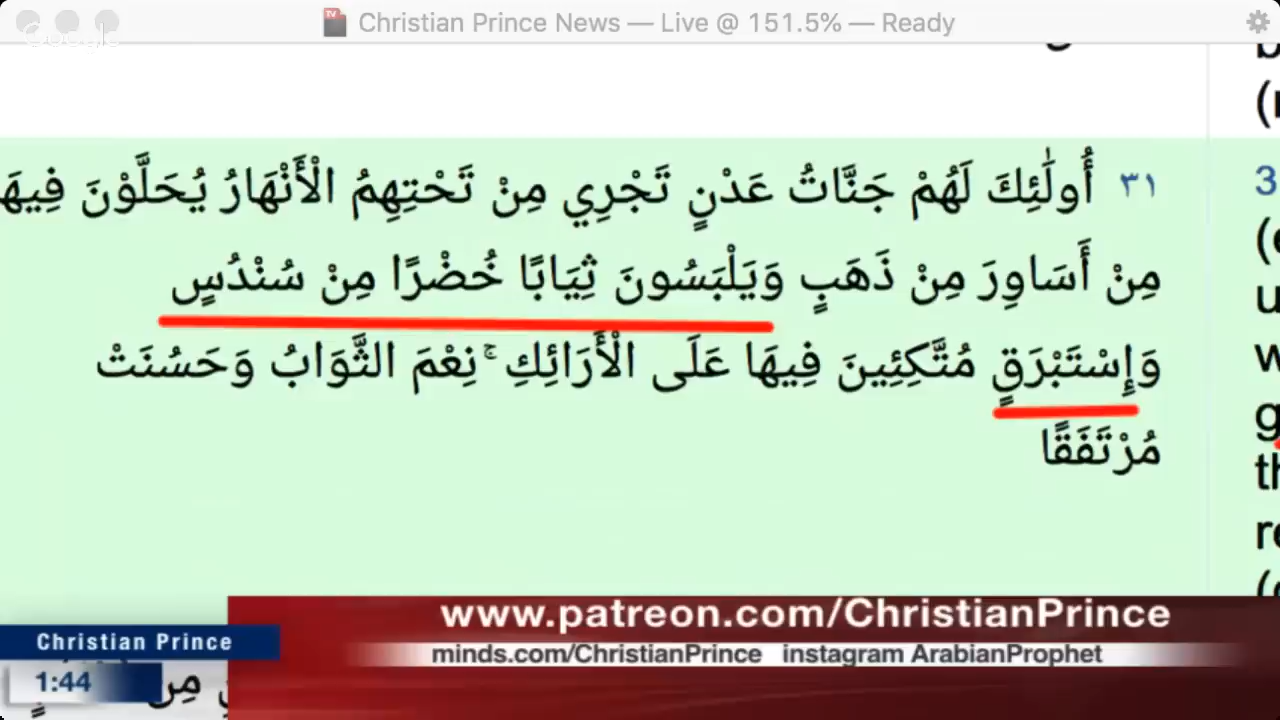 Christian Prince News — Live @ 151.5% — Ready
Google
٣١ أُولَٰئِكَ لَهُمْ جَنَّاتُ عَدْنٍ تَجْرِي مِنْ تَحْتِهِمُ الْأَنْهَارُ يُحَلَّوْنَ فِيهَا
مِنْ أَسَاوِرَ مِنْ ذَهَبٍ وَيَلْبَسُونَ ثِيَابًا خُضْرًا مِنْ سُنْدُسٍ
وَإِسْتَبْرَقٍ مُتَّكِئِينَ فِيهَا عَلَى الْأَرَائِكِ ۚ نِعْمَ الثَّوَابُ وَحَسُنَتْ
مُرْتَفَقًا
www.patreon.com/ChristianPrince
Christian Prince
minds.com/ChristianPrince instagram ArabianProphet
1:44